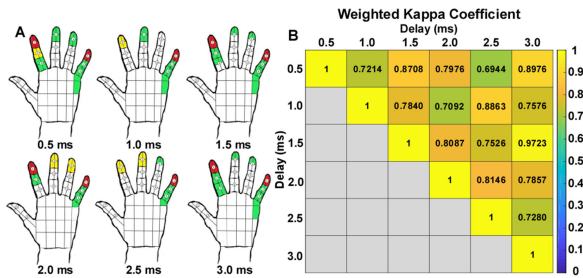 A
0.5 ms
1.0 ms
1.5 ms
2.0 ms
2.5 ms
3.0 ms
B
Weighted Kappa Coefficient
Delay (ms)
0.5 1.0 1.5 2.0 2.5 3.0
Delay (ms)
0.5 1 0.7214 0.8708 0.7976 0.6944 0.8976
1.0 1 0.7840 0.7092 0.8863 0.7576
1.5 1 0.8087 0.7526 0.9723
2.0 1 0.8146 0.7857
2.5 1 0.7280
3.0 1
1
0.9
0.8
0.7
0.6
0.5
0.4
0.3
0.2
0.1
0